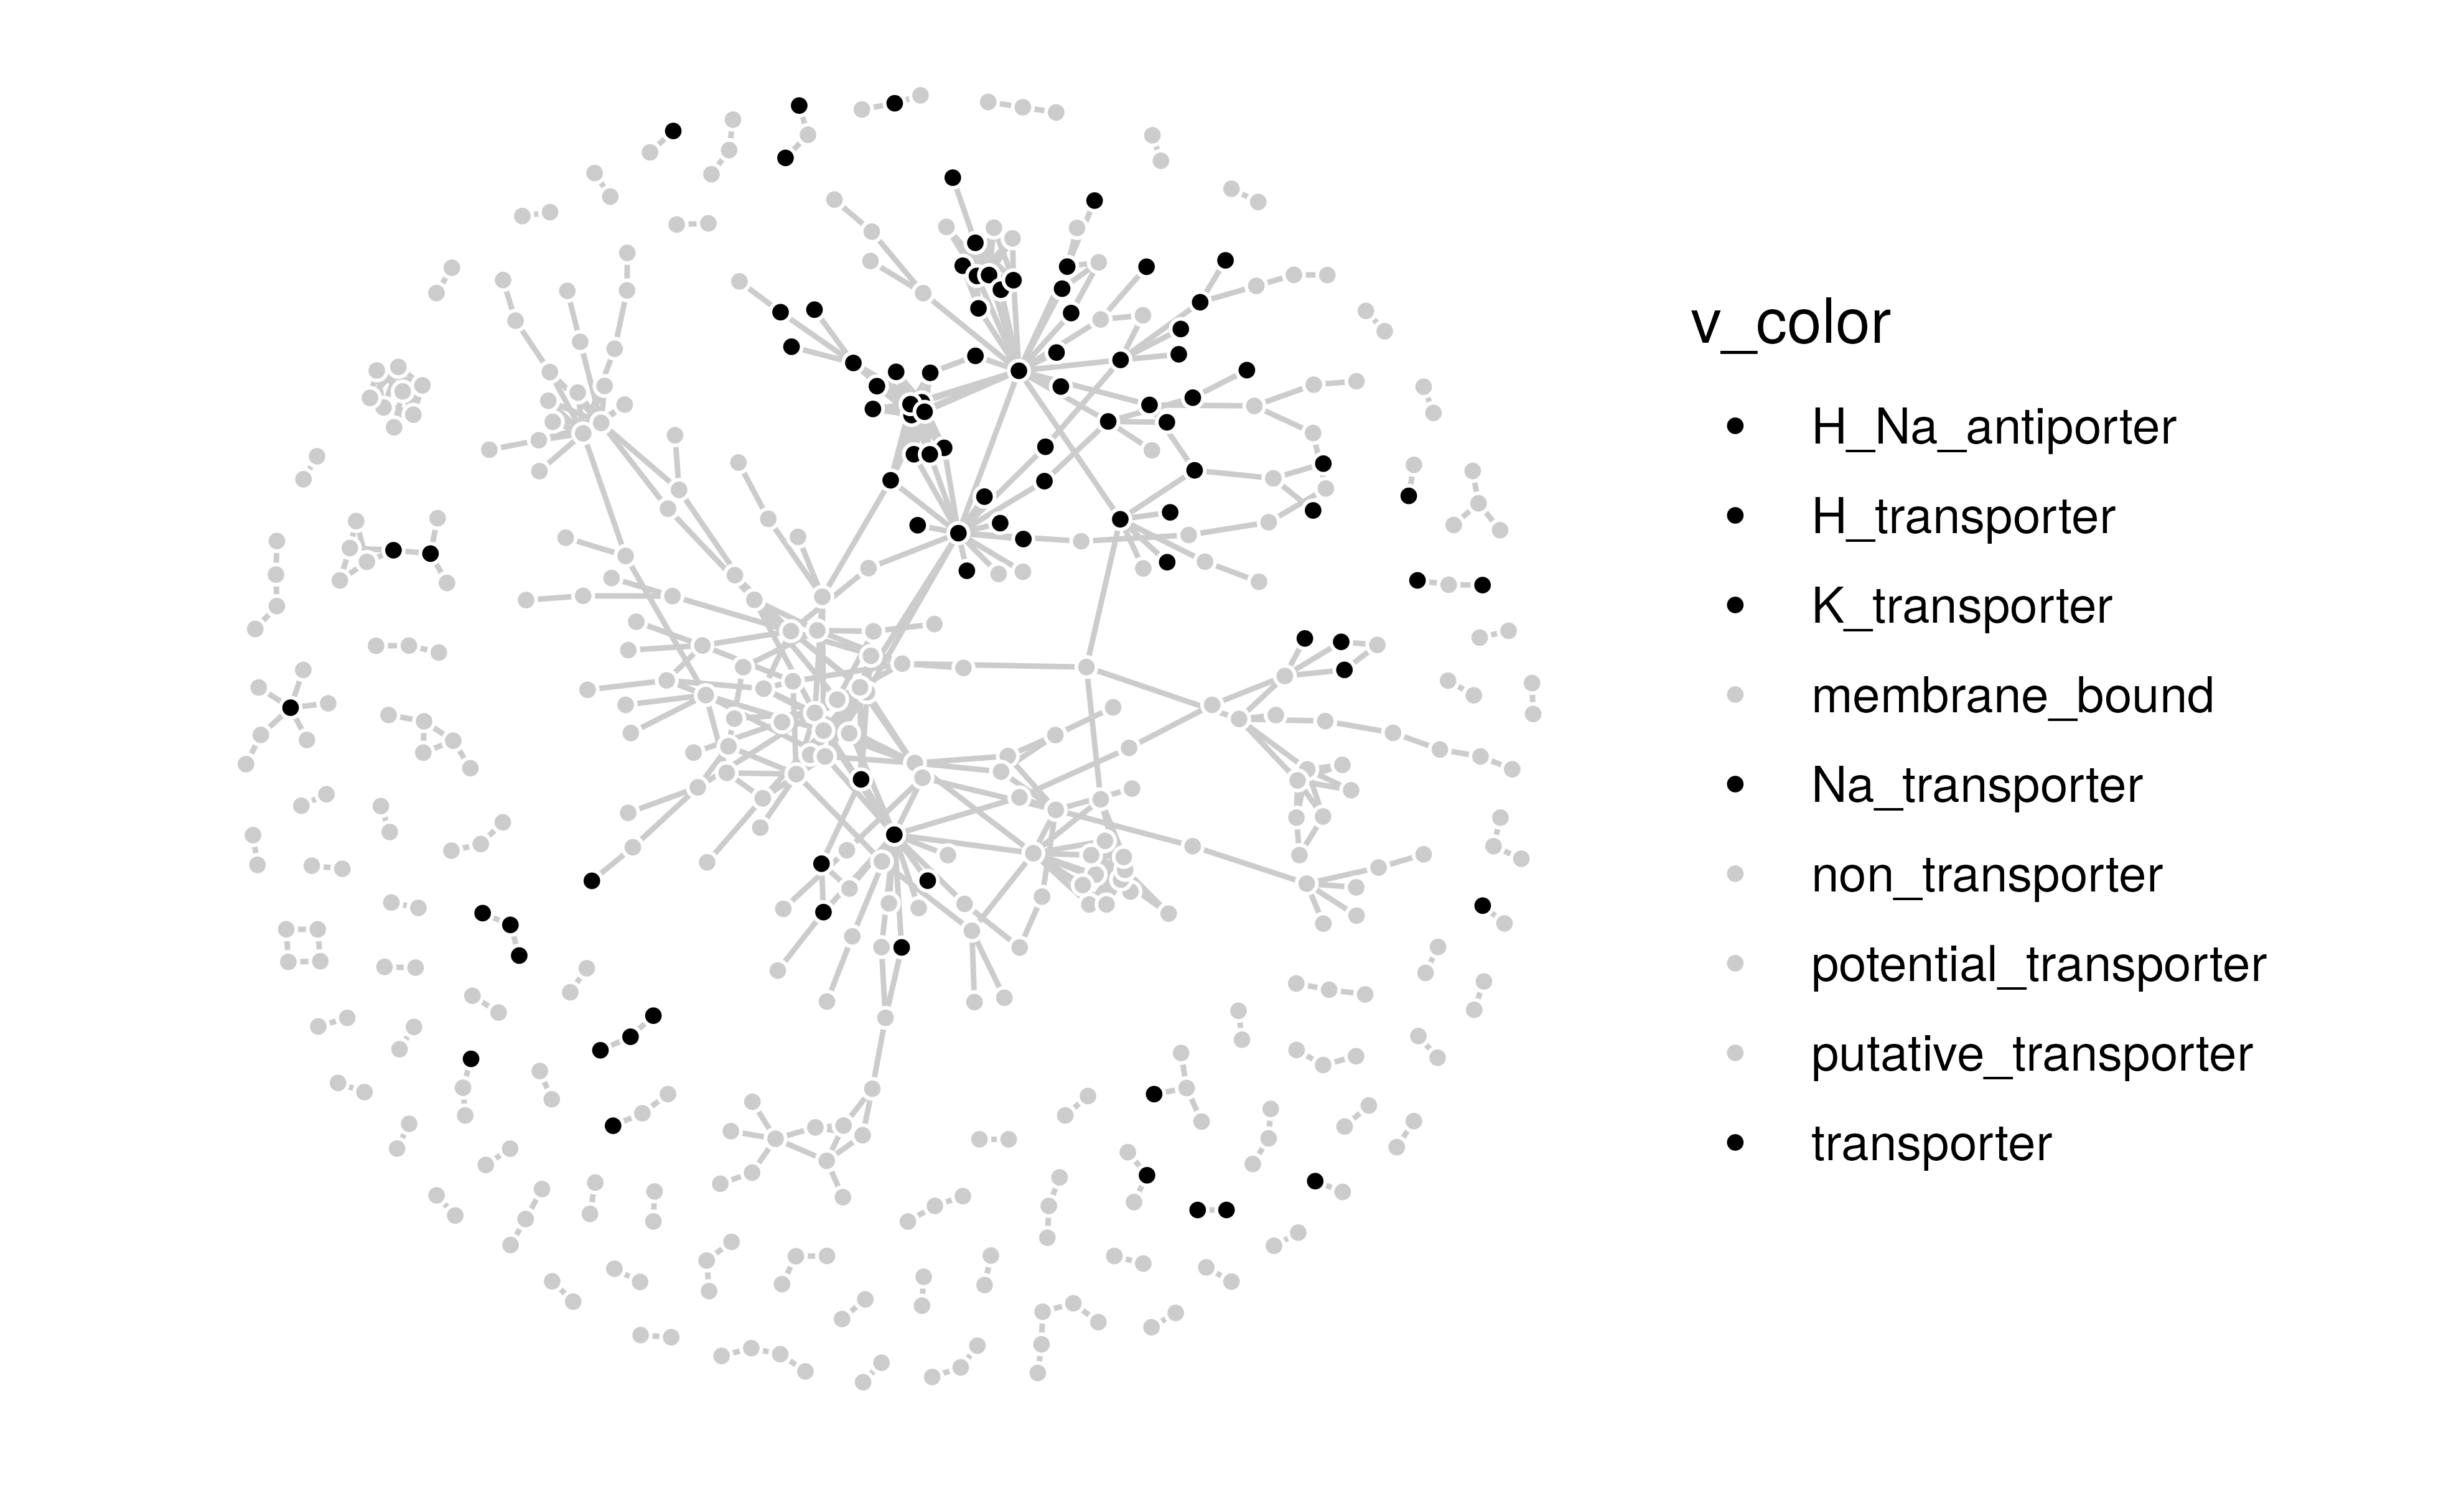 v_color
H_Na_antiporter
H_transporter
K_transporter
membrane_bound
Na_transporter
non_transporter
potential_transporter
putative_transporter
transporter